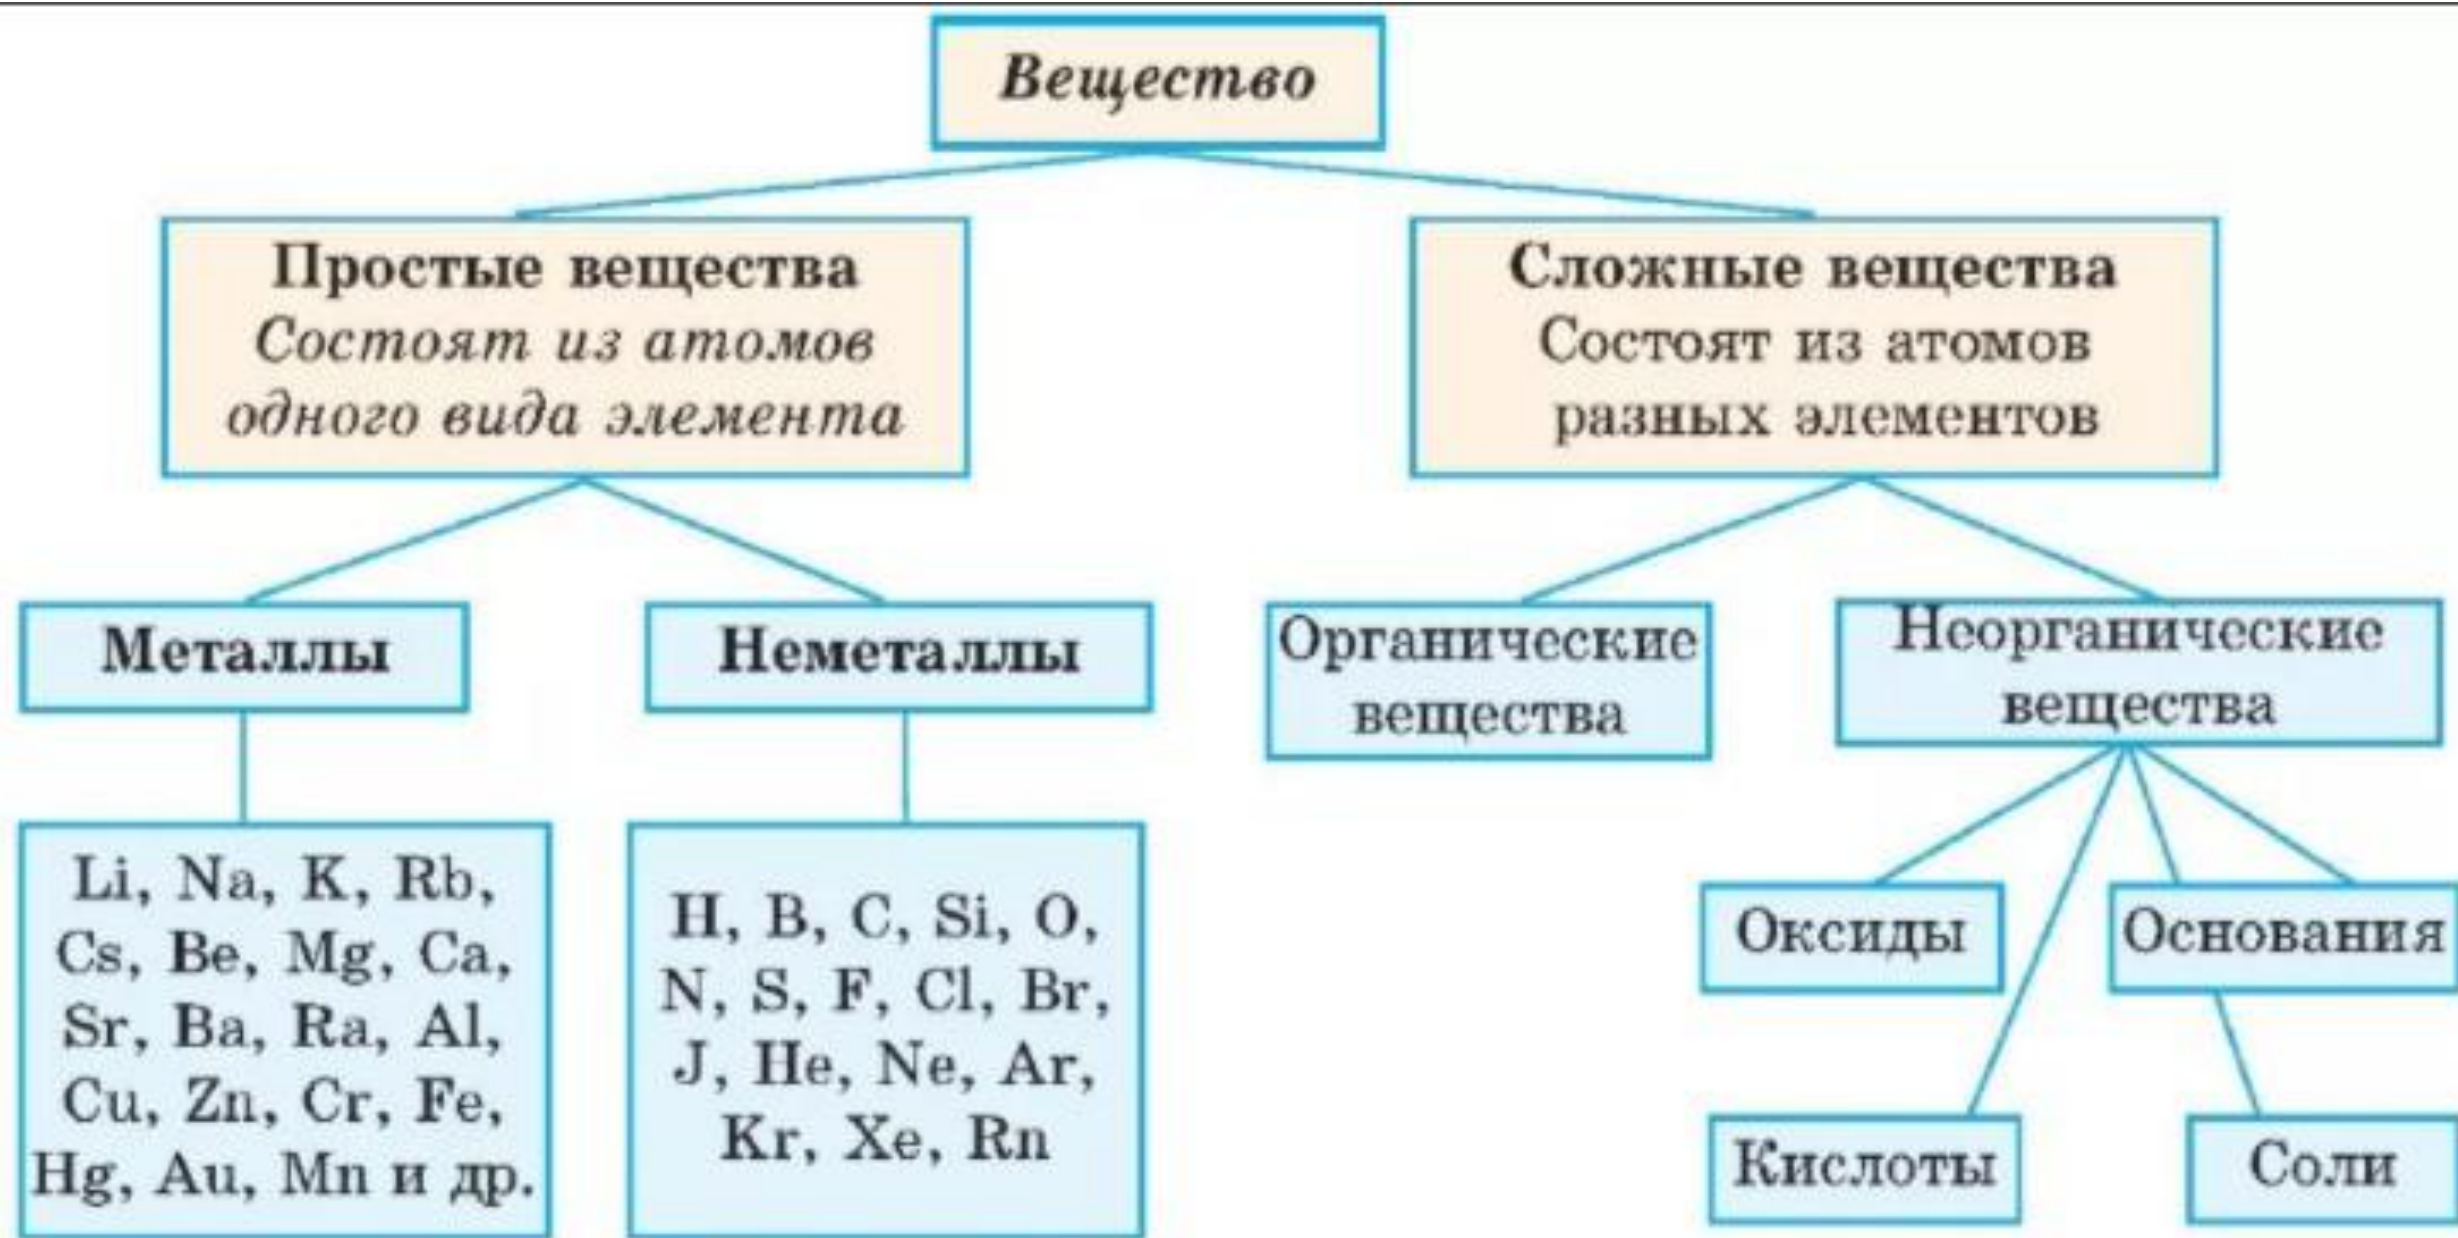 Вещество
Простые вещества
Состоят из атомов
одного вида элемента
Сложные вещества
Состоят из атомов
разных элементов
Металлы
Неметаллы
Органические
вещества
Неорганические
вещества
Li, Na, K, Rb,
Cs, Be, Mg, Ca,
Sr, Ba, Ra, Al,
Cu, Zn, Cr, Fe,
Hg, Au, Mn и др.
H, B, C, Si, O,
N, S, F, Cl, Br,
J, He, Ne, Ar,
Kr, Xe, Rn
Оксиды
Основания
Кислоты
Соли